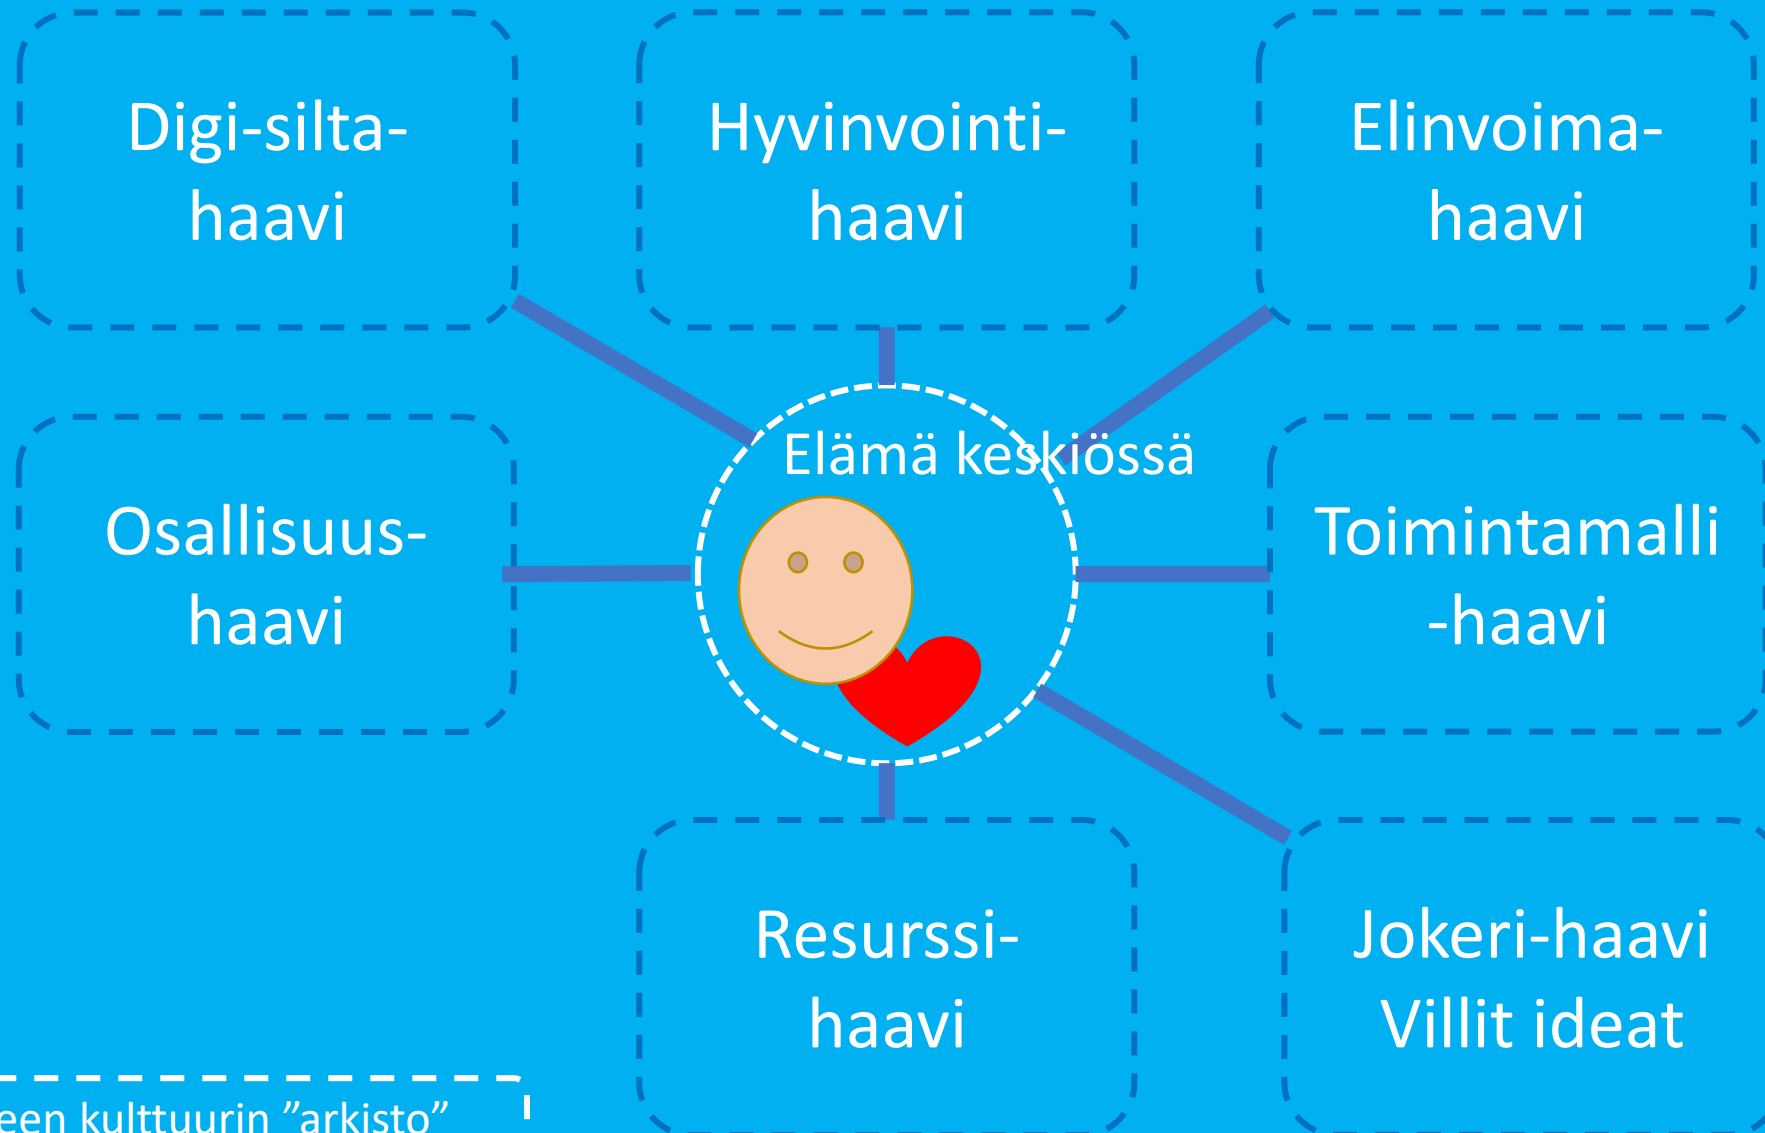 Digi-silta-
haavi
Hyvinvointi-
haavi
Elinvoima-
haavi
Elämä keskiössä
Osallisuus-
haavi
Toimintamalli
-haavi
Resurssi-
haavi
Jokeri-haavi
Villit ideat
kulttuurin ”arkisto”